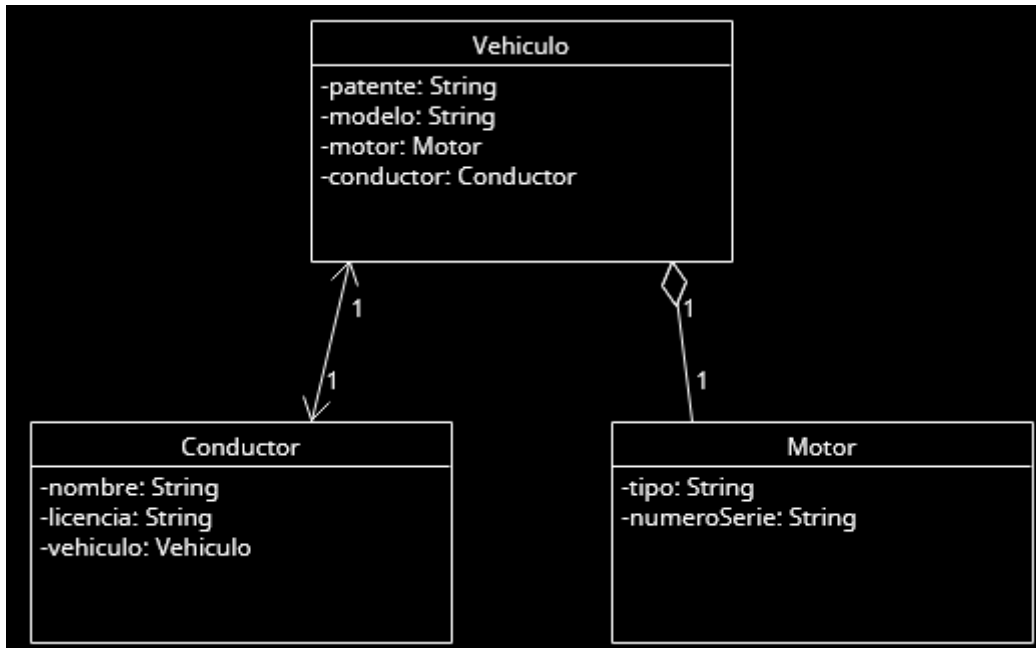 Vehiculo
-patente: String
-modelo: String
-motor: Motor
-conductor: Conductor
1
1
1
1
Conductor
-nombre: String
-licencia: String
-vehiculo: Vehiculo
Motor
-tipo: String
-numeroSerie: String